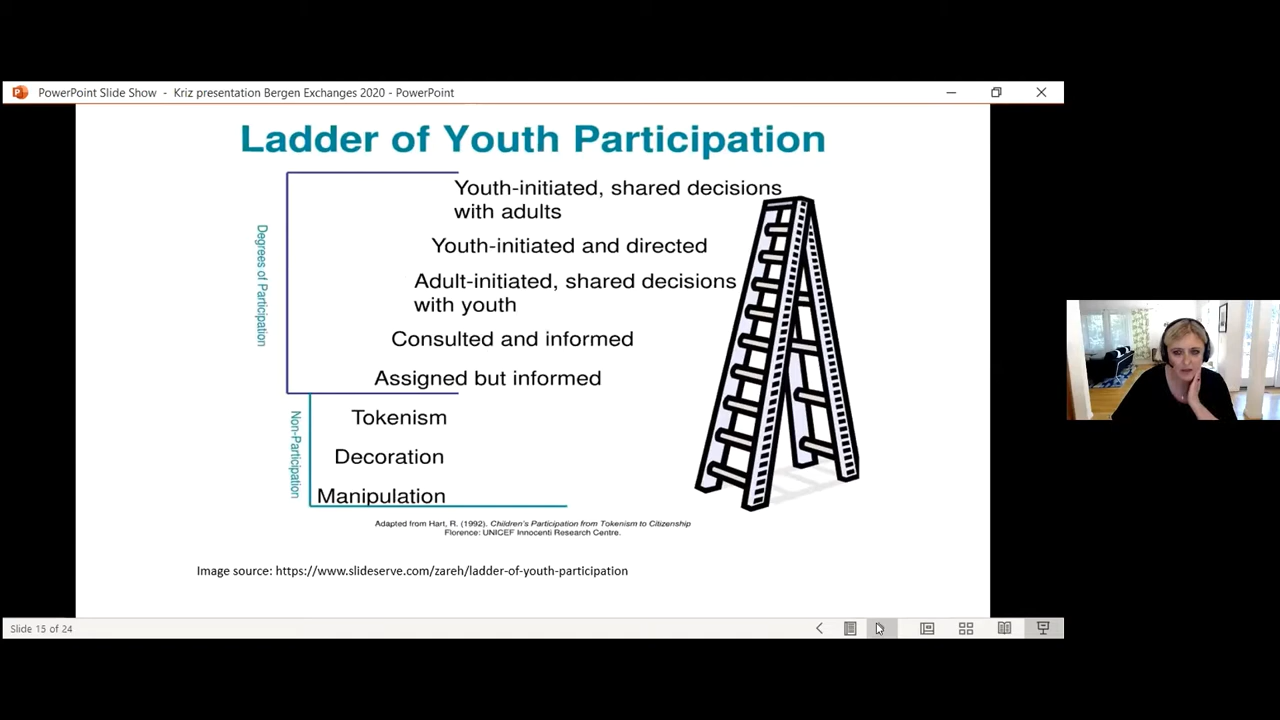 PowerPoint Slide Show - Kriz presentation Bergen Exchanges 2020 - PowerPoint
Ladder of Youth Participation
Degrees of Participation
Youth-initiated, shared decisions
with adults
Youth-initiated and directed
Adult-initiated, shared decisions
with youth
Consulted and informed
Assigned but informed
Non-Participation
Tokenism
Decoration
Manipulation
Adapted from Hart, R. (1992). Children's Participation from Tokenism to Citizenship
Florence: UNICEF Innocenti Research Centre.
Image source: https://www.slideserve.com/zareh/ladder-of-youth-participation
Slide 15 of 24